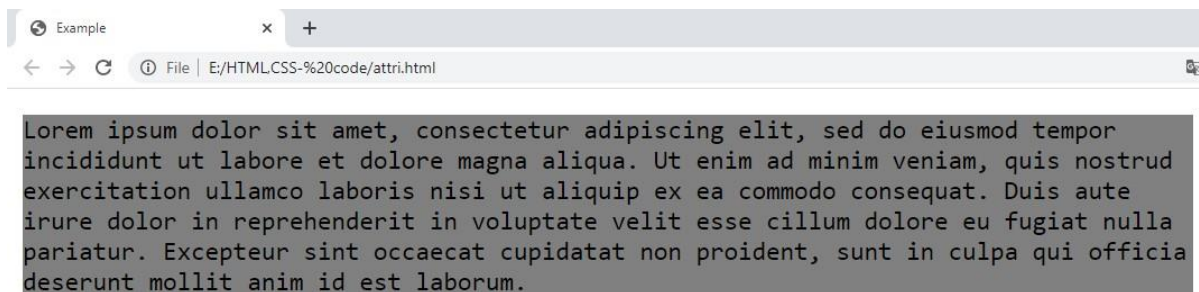 Example
File | E:/HTML,CSS-%20code/attri.html
Lorem ipsum dolor sit amet, consectetur adipiscing elit, sed do eiusmod tempor
incididunt ut labore et dolore magna aliqua. Ut enim ad minim veniam, quis nostrud
exercitation ullamco laboris nisi ut aliquip ex ea commodo consequat. Duis aute
irure dolor in reprehenderit in voluptate velit esse cillum dolore eu fugiat nulla
pariatur. Excepteur sint occaecat cupidatat non proident, sunt in culpa qui officia
deserunt mollit anim id est laborum.